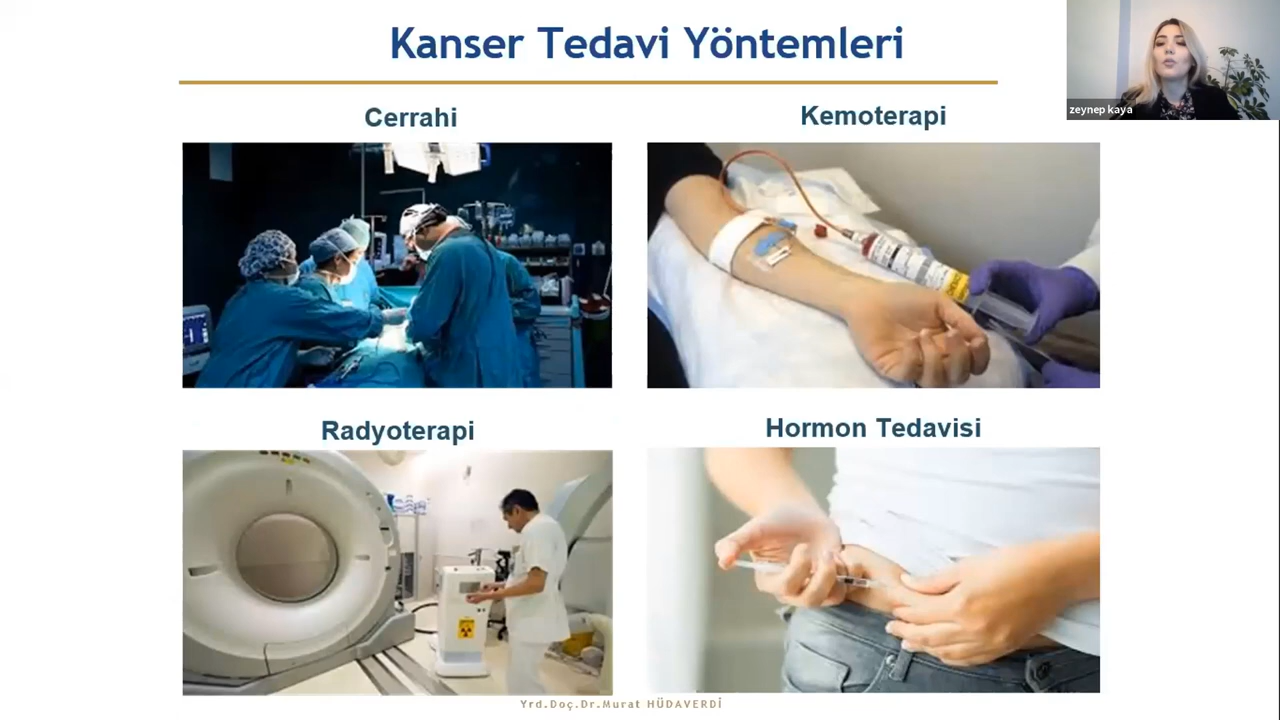 Kanser Tedavi Yöntemleri
zeynep kaya
Cerrahi
Kemoterapi
Radyoterapi
Hormon Tedavisi
Yrd.Doç.Dr.Murat HÜDAVERDİ